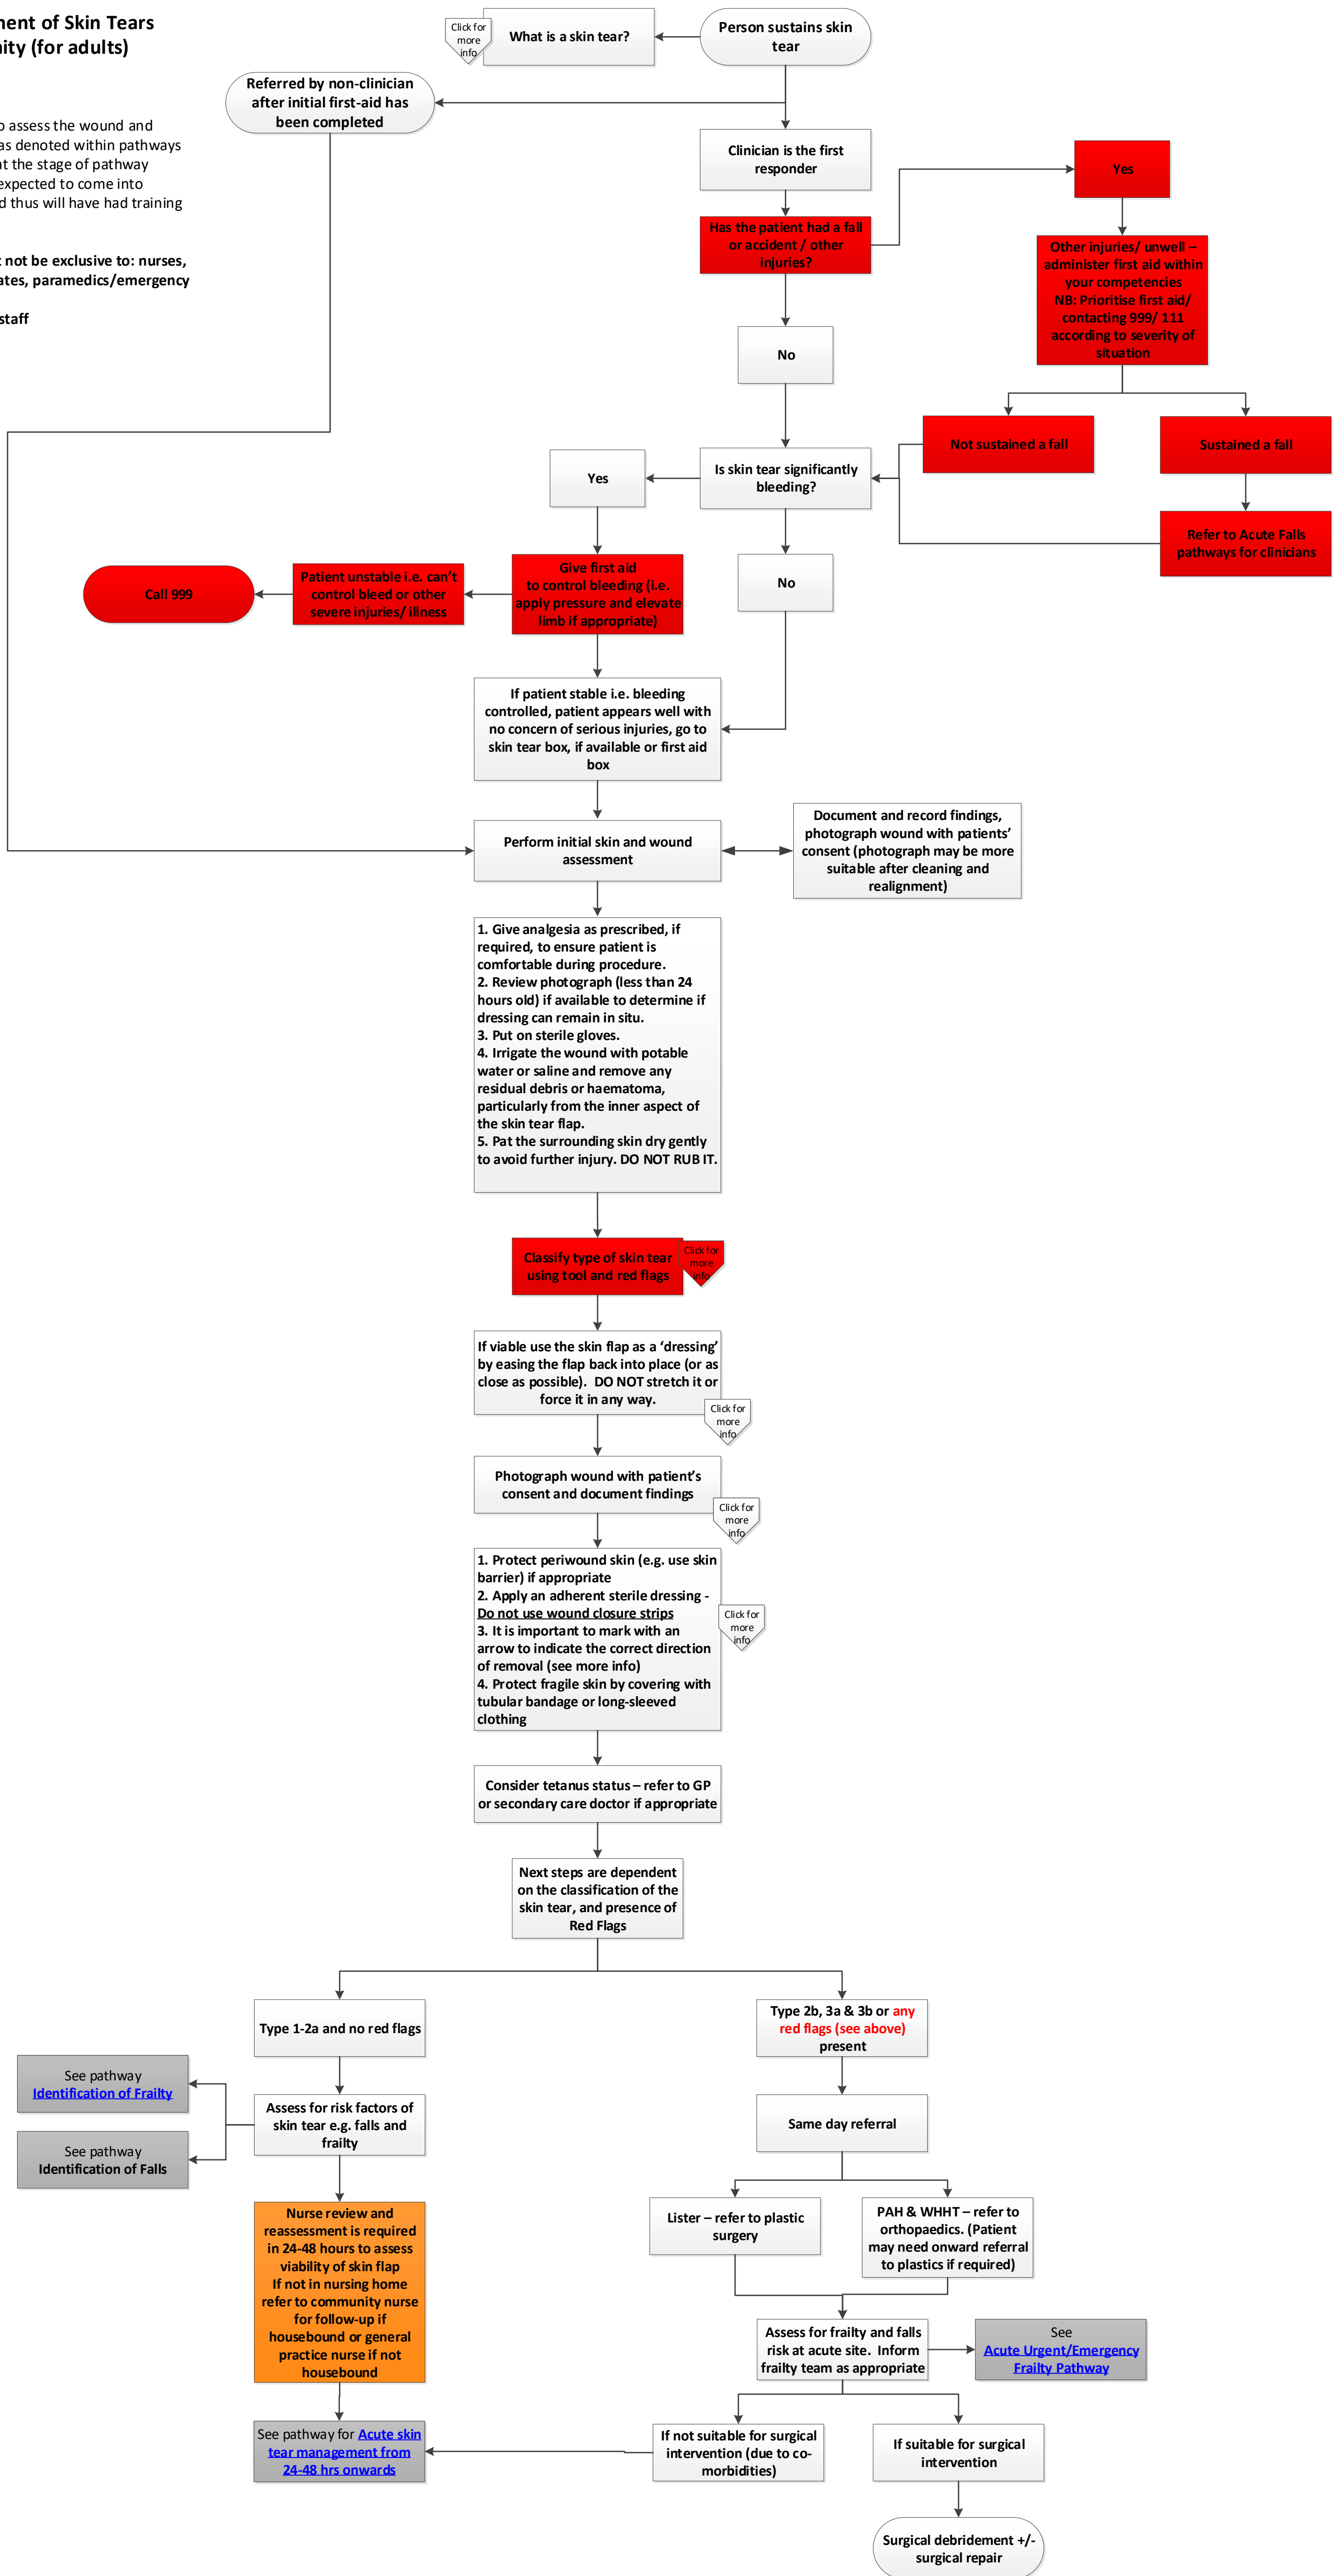 ment of Skin Tears
nity (for adults)
o assess the wound and
as denoted within pathways
at the stage of pathway
expected to come into
d thus will have had training
t not be exclusive to: nurses,
ates, paramedics/emergency
staff
Click for
more
info
What is a skin tear?
Person sustains skin
tear
Referred by non-clinician
after initial first-aid has
been completed
Clinician is the first
responder
Yes
Has the patient had a fall
or accident / other
injuries?
Other injuries/ unwell –
administer first aid within
your competencies
NB: Prioritise first aid/
contacting 999/ 111
according to severity of
situation
No
Not sustained a fall
Sustained a fall
Yes
Is skin tear significantly
bleeding?
Refer to Acute Falls
pathways for clinicians
Call 999
Patient unstable i.e. can't
control bleed or other
severe injuries/ illness
Give first aid
to control bleeding (i.e.
apply pressure and elevate
limb if appropriate)
No
If patient stable i.e. bleeding
controlled, patient appears well with
no concern of serious injuries, go to
skin tear box, if available or first aid
box
Perform initial skin and wound
assessment
Document and record findings,
photograph wound with patients'
consent (photograph may be more
suitable after cleaning and
realignment)
1. Give analgesia as prescribed, if
required, to ensure patient is
comfortable during procedure.
2. Review photograph (less than 24
hours old) if available to determine if
dressing can remain in situ.
3. Put on sterile gloves.
4. Irrigate the wound with potable
water or saline and remove any
residual debris or haematoma,
particularly from the inner aspect of
the skin tear flap.
5. Pat the surrounding skin dry gently
to avoid further injury. DO NOT RUB IT.
Classify type of skin tear
using tool and red flags
Click for
more
info
If viable use the skin flap as a ‘dressing’
by easing the flap back into place (or as
close as possible).  DO NOT stretch it or
force it in any way.
Click for
more
info
Photograph wound with patient’s
consent and document findings
Click for
more
info
1. Protect periwound skin (e.g. use skin
barrier) if appropriate
2. Apply an adherent sterile dressing -
Do not use wound closure strips
3. It is important to mark with an
arrow to indicate the correct direction
of removal (see more info)
4. Protect fragile skin by covering with
tubular bandage or long-sleeved
clothing
Click for
more
info
Consider tetanus status – refer to GP
or secondary care doctor if appropriate
Next steps are dependent
on the classification of the
skin tear, and presence of
Red Flags
Type 1-2a and no red flags
Type 2b, 3a & 3b or any
red flags (see above)
present
See pathway
Identification of Frailty
Assess for risk factors of
skin tear e.g. falls and
frailty
Same day referral
See pathway
Identification of Falls
Nurse review and
reassessment is required
in 24-48 hours to assess
viability of skin flap
If not in nursing home
refer to community nurse
for follow-up if
housebound or general
practice nurse if not
housebound
Lister – refer to plastic
surgery
PAH & WHHT – refer to
orthopaedics. (Patient
may need onward referral
to plastics if required)
Assess for frailty and falls
risk at acute site.  Inform
frailty team as appropriate
See
Acute Urgent/Emergency
Frailty Pathway
See pathway for Acute skin
tear management from
24-48 hrs onwards
If not suitable for surgical
intervention (due to co-
morbidities)
If suitable for surgical
intervention
Surgical debridement +/-
surgical repair